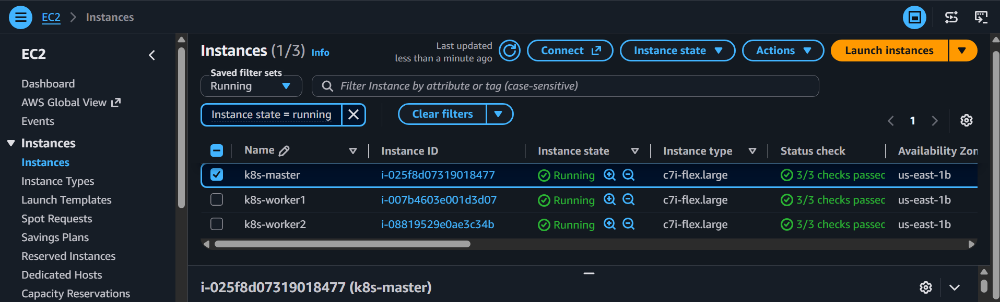 EC2 > Instances
EC2
Dashboard
AWS Global View
Events
Instances
Instances
Instance Types
Launch Templates
Spot Requests
Savings Plans
Reserved Instances
Dedicated Hosts
Capacity Reservations
Instances (1/3) Info
Last updated
less than a minute ago
Connect
Instance state
Actions
Launch instances
Saved filter sets
Running
Filter Instance by attribute or tag (case-sensitive)
Instance state = running
Clear filters
1
Name Instance ID Instance state Instance type Status check Availability Zon
k8s-master i-025f8d07319018477 Running c7i-flex.large 3/3 checks passec us-east-1b
k8s-worker1 i-007b4603e001d3d07 Running c7i-flex.large 3/3 checks passec us-east-1b
k8s-worker2 i-08819529e0ae3c34b Running c7i-flex.large 3/3 checks passec us-east-1b
i-025f8d07319018477 (k8s-master)